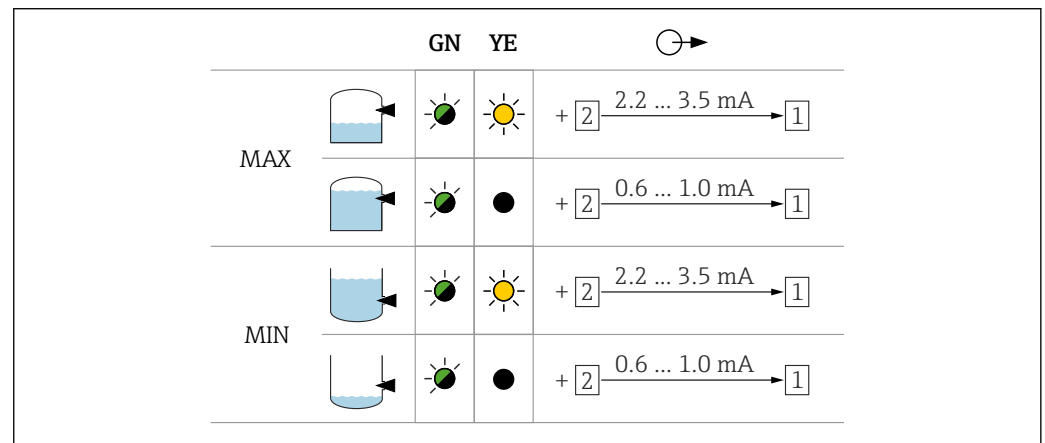 GN YE
MAX
+ 2 2.2 ... 3.5 mA 1
+ 2 0.6 ... 1.0 mA 1
MIN
+ 2 2.2 ... 3.5 mA 1
+ 2 0.6 ... 1.0 mA 1